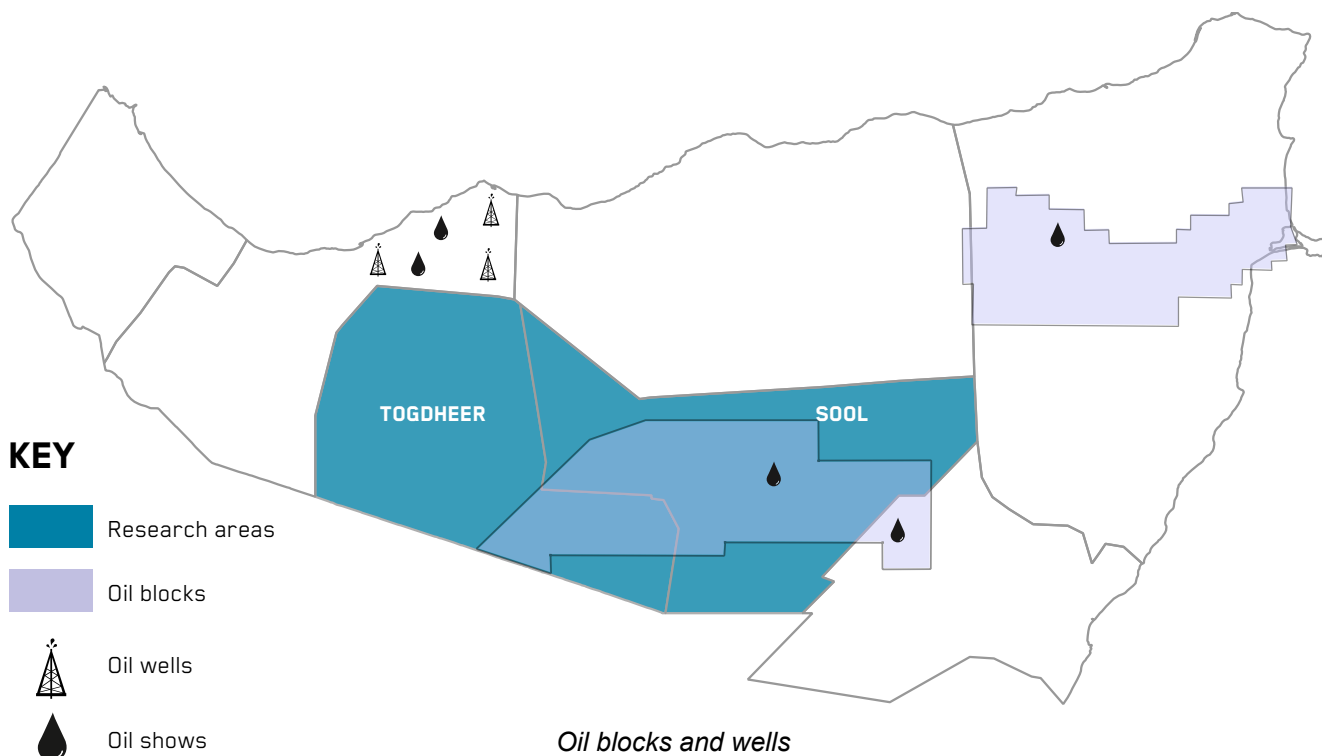 TOGDHEER
SOOL
KEY
Research areas
Oil blocks
Oil wells
Oil shows
Oil blocks and wells